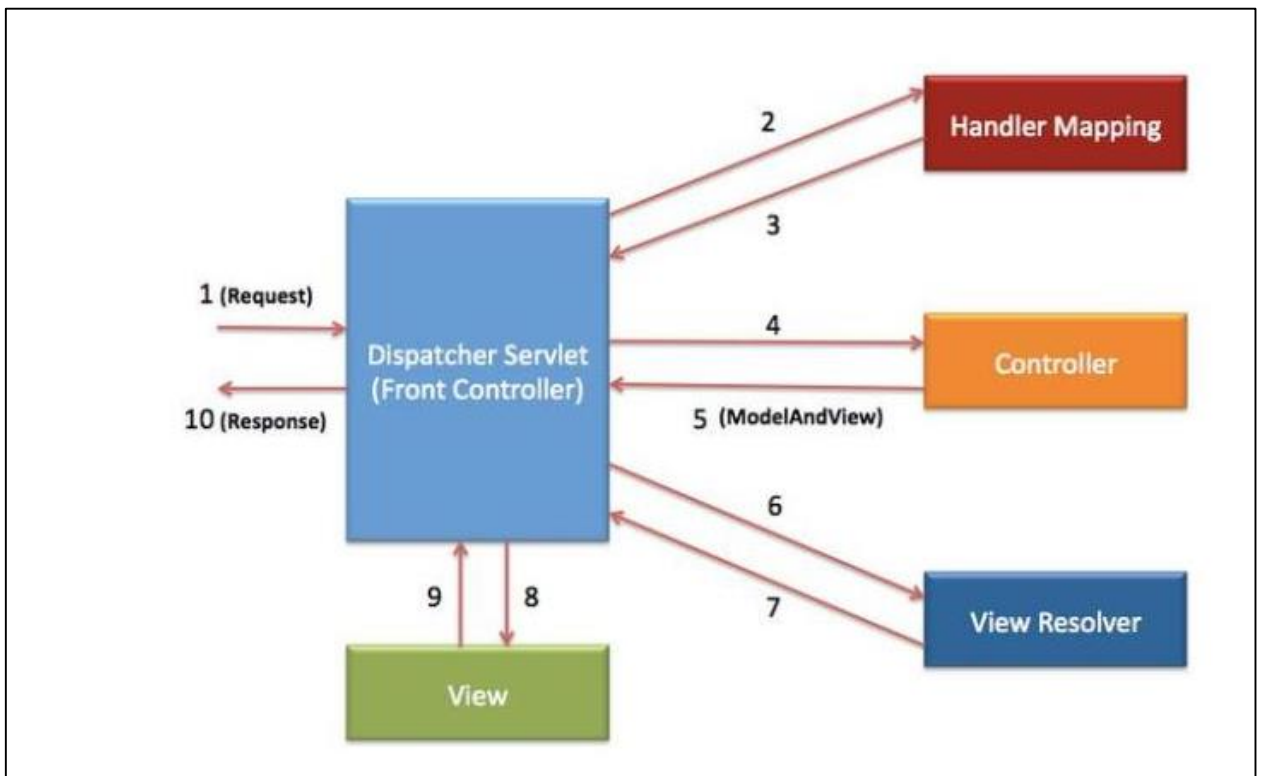 2
Handler Mapping
3
1 (Request)
4
Dispatcher Servlet
(Front Controller)
Controller
10 (Response)
5 (ModelAndView)
6
9
8
7
View Resolver
View